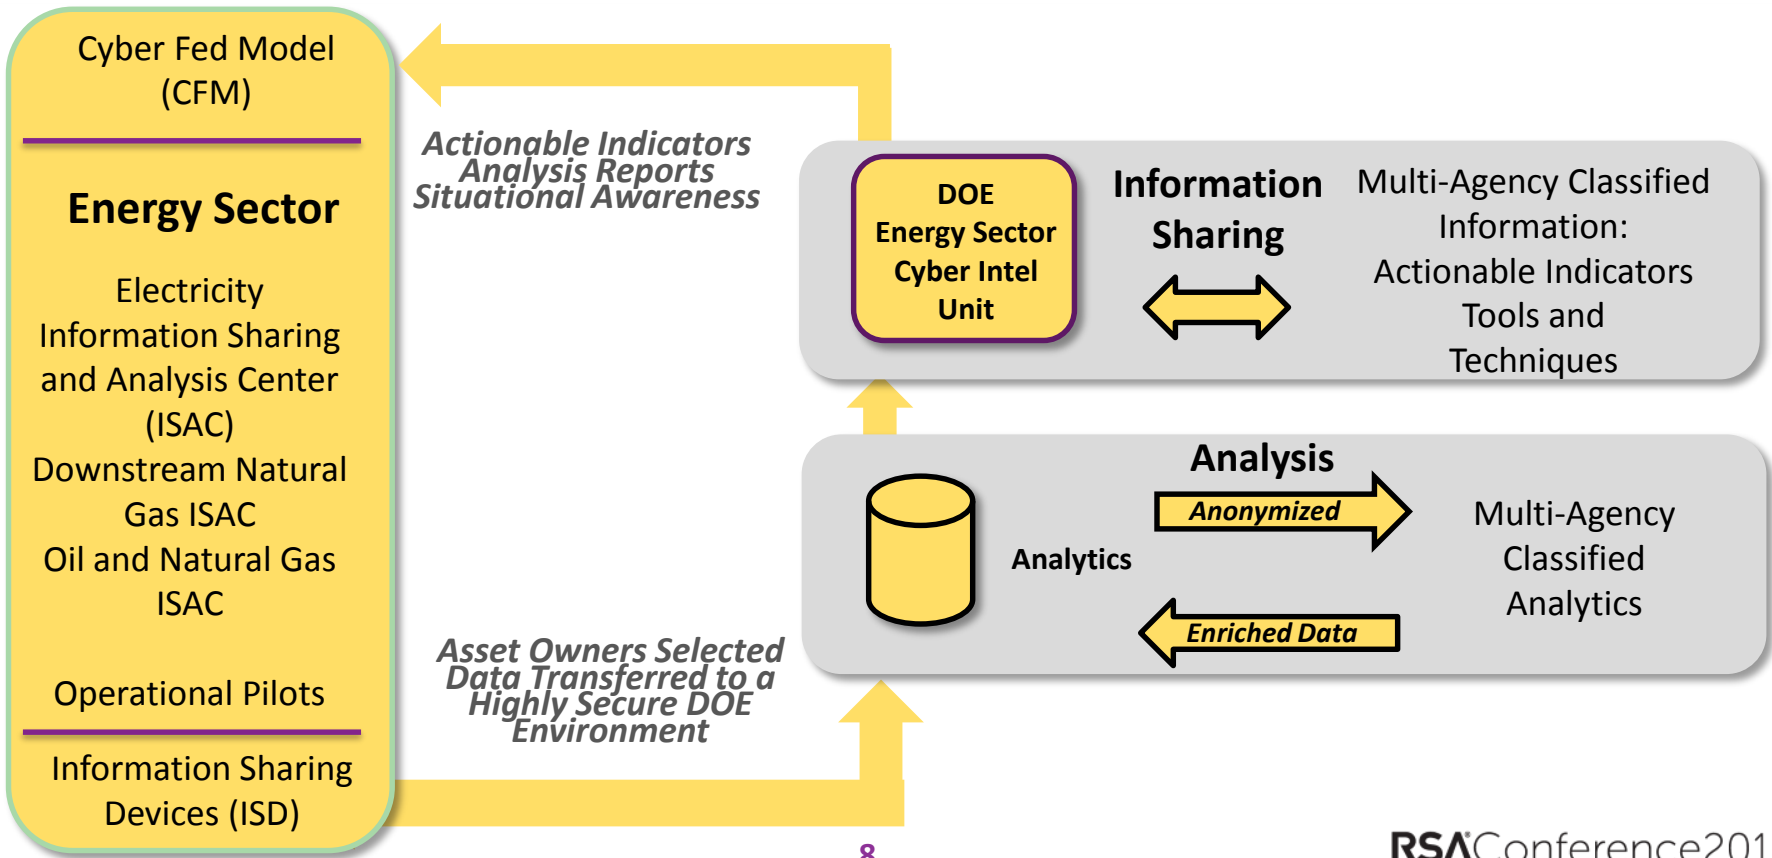 Cyber Fed Model
(CFM)
Energy Sector
Electricity
Information Sharing
and Analysis Center
(ISAC)
Downstream Natural
Gas ISAC
Oil and Natural Gas
ISAC
Operational Pilots
Information Sharing
Devices (ISD)
Actionable Indicators
Analysis Reports
Situational Awareness
Asset Owners Selected
Data Transferred to a
Highly Secure DOE
Environment
DOE
Energy Sector
Cyber Intel
Unit
Information
Sharing
Multi-Agency Classified
Information:
Actionable Indicators
Tools and
Techniques
Analysis
Analytics
Anonymized
Enriched Data
Multi-Agency
Classified
Analytics
8
RSAConference201